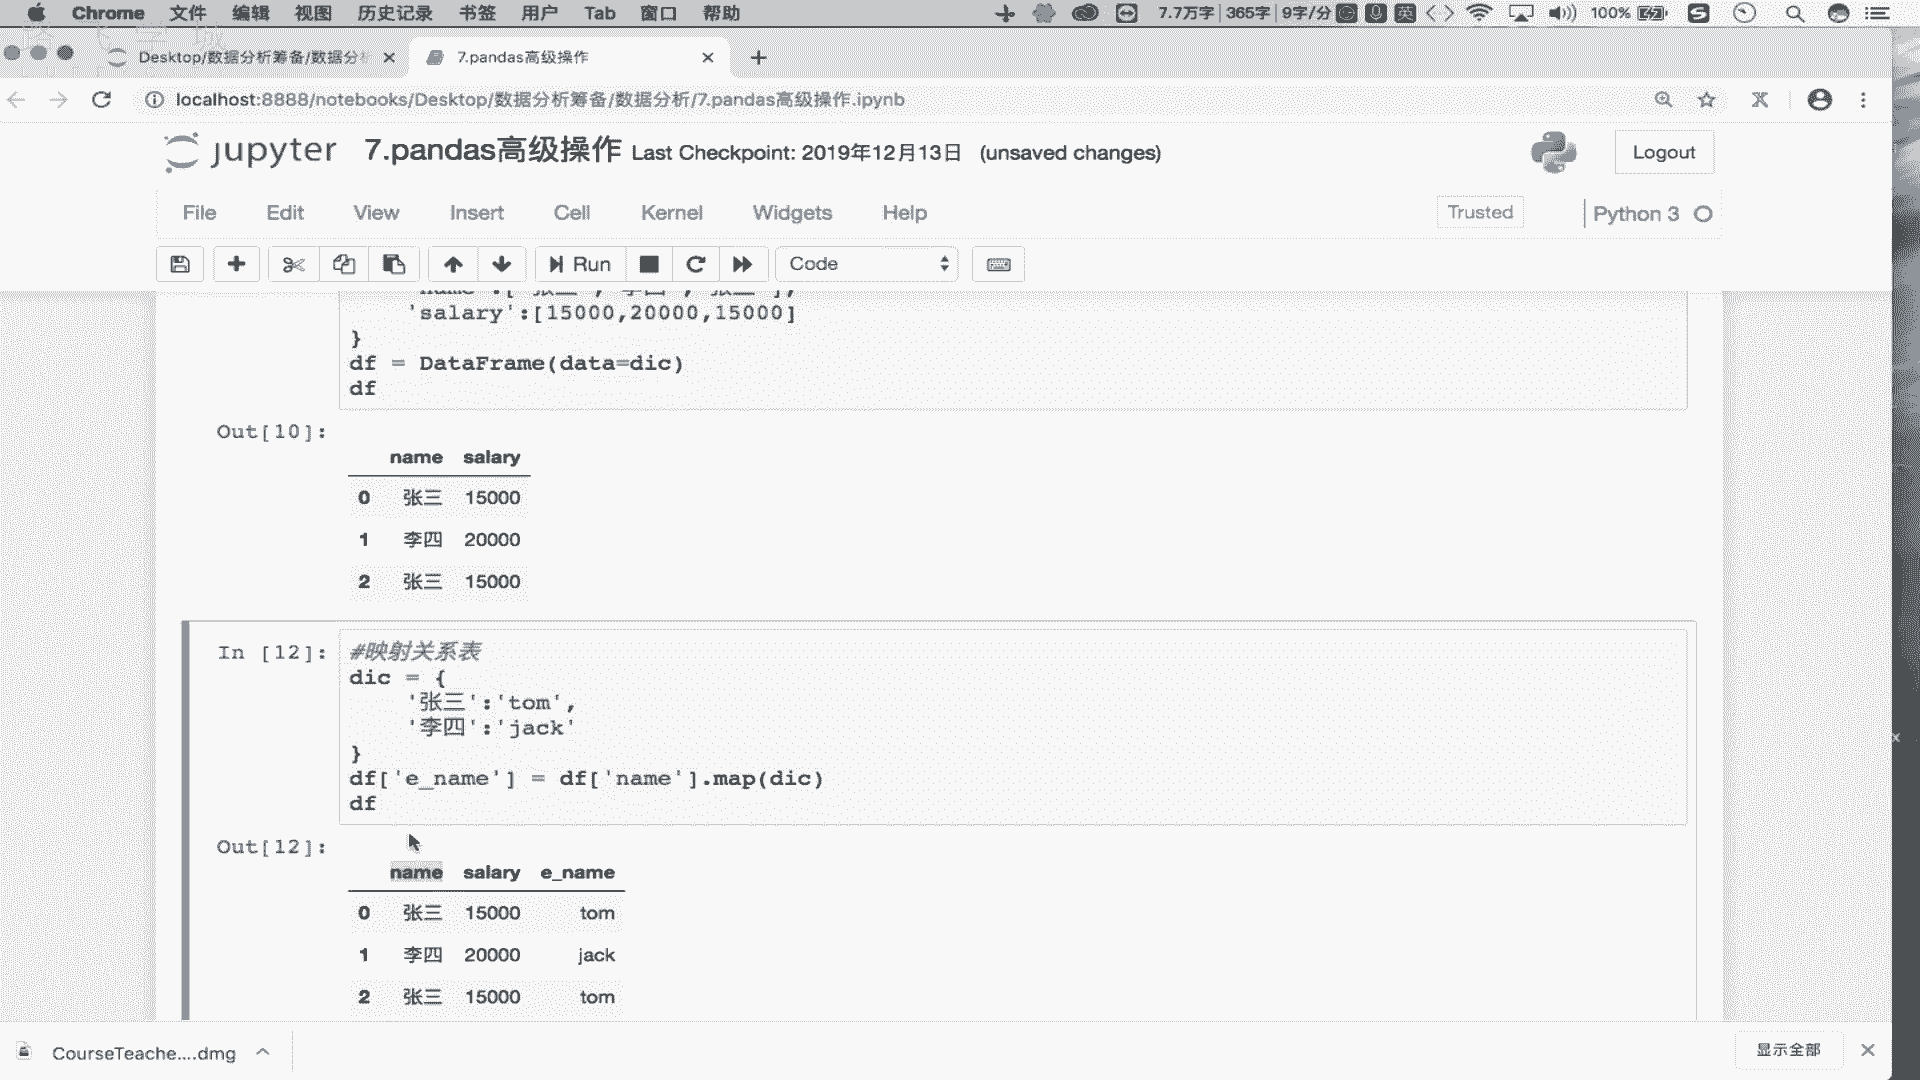 Chrome 文件 编辑 视图 历史记录 书签 用户 Tab 窗口 帮助 7.7万字 365字 9字/分 英 100%
Desktop/数据分析筹备/数据分 7.pandas高级操作
localhost:8888/notebooks/Desktop/数据分析筹备/数据分析/7.pandas高级操作.ipynb
jupyter 7.pandas高级操作 Last Checkpoint: 2019年12月13日 (unsaved changes) Logout
File Edit View Insert Cell Kernel Widgets Help Trusted Python 3
Run Code
'salary':[15000,20000,15000]
}
df = DataFrame(data=dic)
df
Out[10]:
name salary
0 张三 15000
1 李四 20000
2 张三 15000
In [12]: #映射关系表
dic = {
'张三':'tom',
'李四':'jack'
}
df['e_name'] = df['name'].map(dic)
df
Out[12]:
name salary e_name
0 张三 15000 tom
1 李四 20000 jack
2 张三 15000 tom
CourseTeache....dmg 显示全部